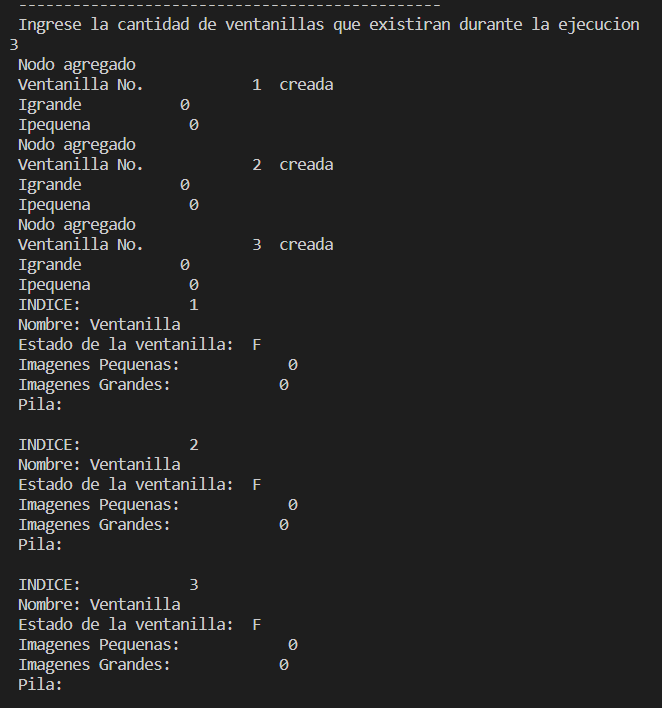 -----------------------------------------------
Ingrese la cantidad de ventanillas que existiran durante la ejecucion
3
Nodo agregado
Ventanilla No.            1  creada
Igrande           0
Ipequena           0
Nodo agregado
Ventanilla No.            2  creada
Igrande           0
Ipequena           0
Nodo agregado
Ventanilla No.            3  creada
Igrande           0
Ipequena           0
INDICE:            1
Nombre: Ventanilla
Estado de la ventanilla:  F
Imagenes Pequenas:            0
Imagenes Grandes:            0
Pila:

INDICE:            2
Nombre: Ventanilla
Estado de la ventanilla:  F
Imagenes Pequenas:            0
Imagenes Grandes:            0
Pila:

INDICE:            3
Nombre: Ventanilla
Estado de la ventanilla:  F
Imagenes Pequenas:            0
Imagenes Grandes:            0
Pila: